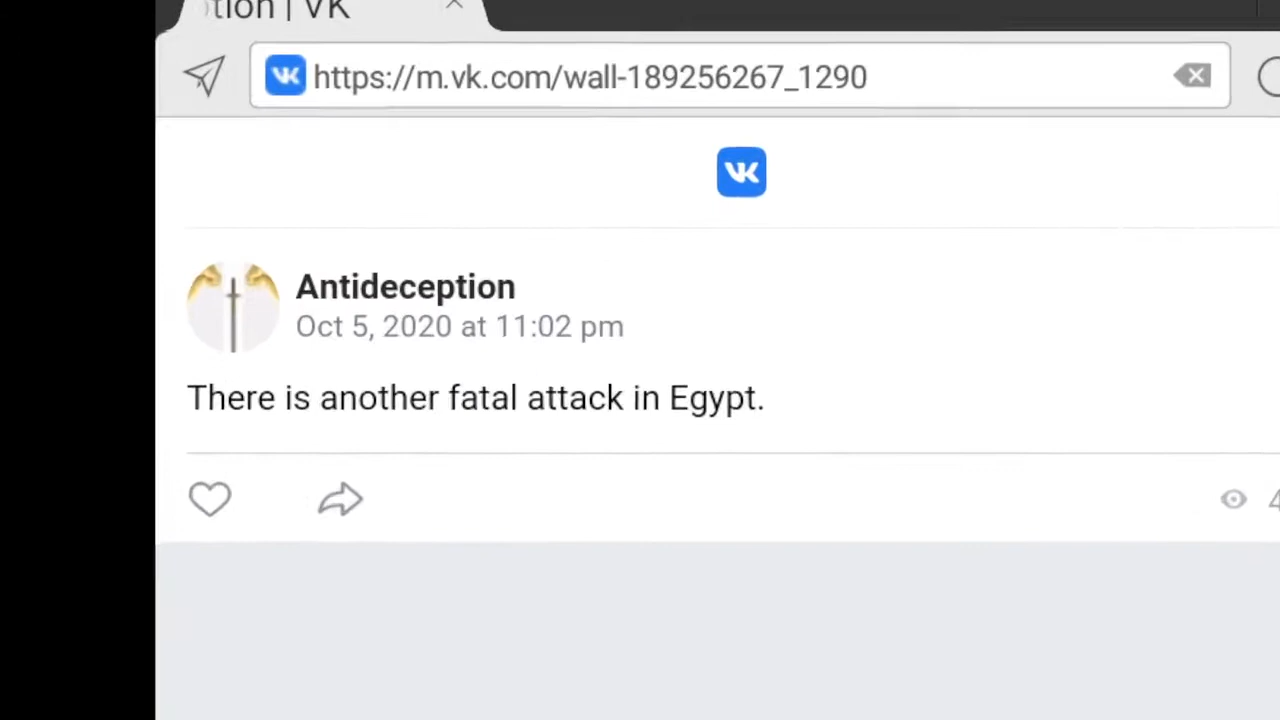 tion | VK
https://m.vk.com/wall-189256267_1290
VK
Antideception
Oct 5, 2020 at 11:02 pm
There is another fatal attack in Egypt.